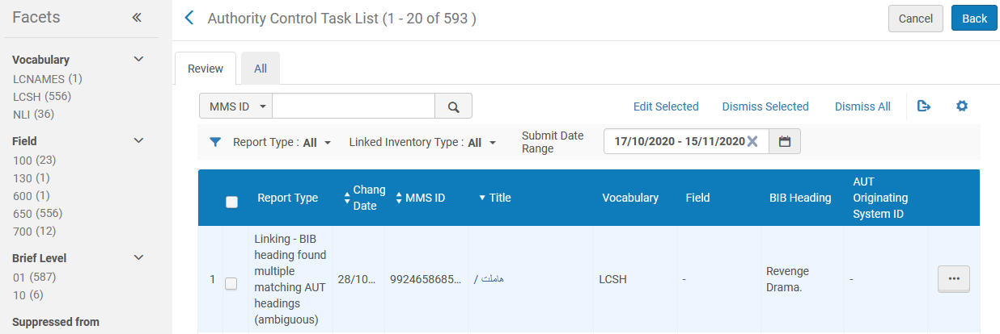 Facets
Vocabulary
LCNAMES (1)
LCSH (556)
NLI (36)
Field
100 (23)
130 (1)
600 (1)
650 (556)
700 (12)
Brief Level
01 (587)
10 (6)
Suppressed from
Authority Control Task List (1 - 20 of 593 )
Cancel
Back
Review
All
MMS ID
Edit Selected
Dismiss Selected
Dismiss All
Report Type : All
Linked Inventory Type : All
Submit Date
Range
17/10/2020 - 15/11/2020
Report Type
Chang
Date
MMS ID
Title
Vocabulary
Field
BIB Heading
AUT
Originating
System ID
1
Linking - BIB
heading found
multiple
matching AUT
headings
(ambiguous)
28/10...
9924658685...
هاملت /
LCSH
-
Revenge
Drama.
-